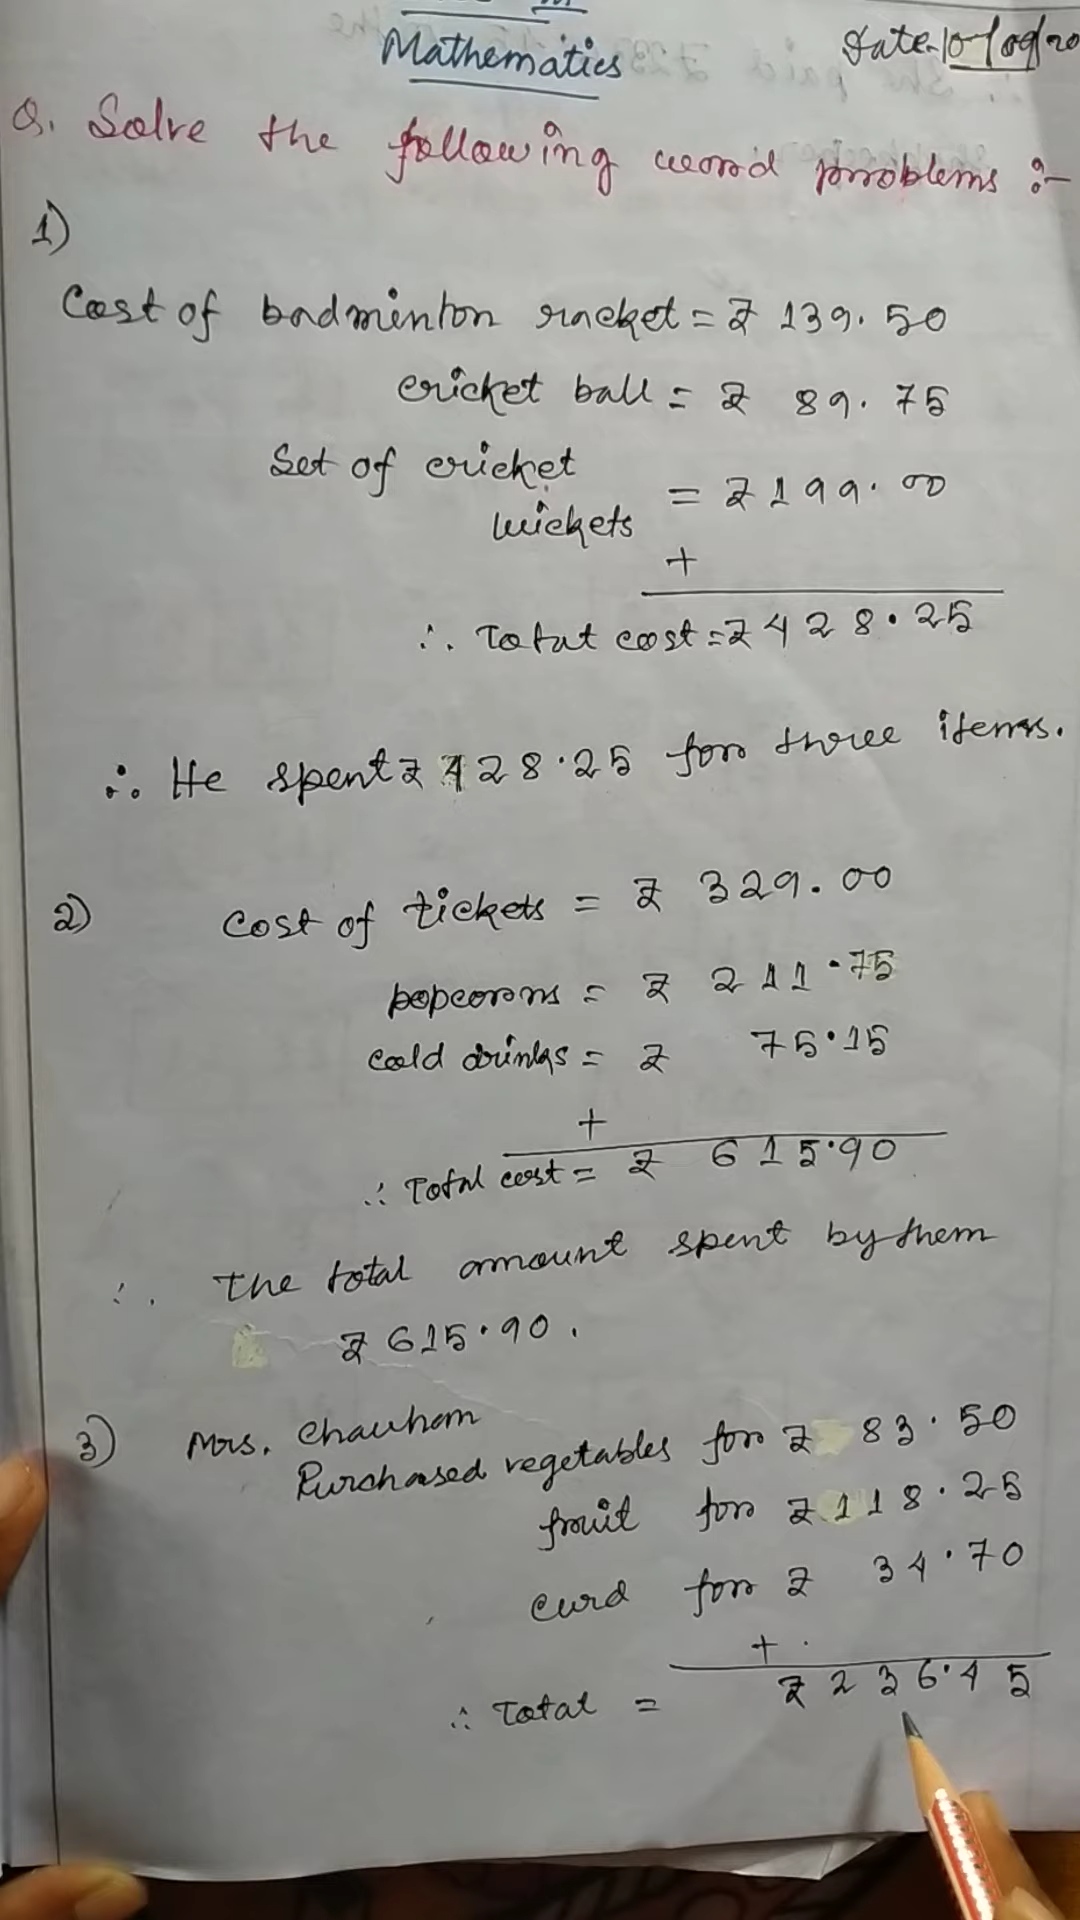 Mathematics
Date-10/09/20
Q. Solve the following word problems :-
1)
Cost of badminton racket = ₹ 139.50
cricket ball = ₹ 89.75
Set of cricket
wickets = ₹ 199.00
+
∴ Total cost = ₹ 428.25
∴ He spent ₹ 428.25 for three items.
2) Cost of tickets = ₹ 329.00
popcorns = ₹ 211.75
cold drinks = ₹ 75.15
+
∴ Total cost = ₹ 615.90
∴ The total amount spent by them
₹ 615.90.
3) Mrs. Chauhan
Purchased vegetables for ₹ 83.50
fruit for ₹ 118.25
curd for ₹ 34.70
+
∴ Total = ₹ 236.45